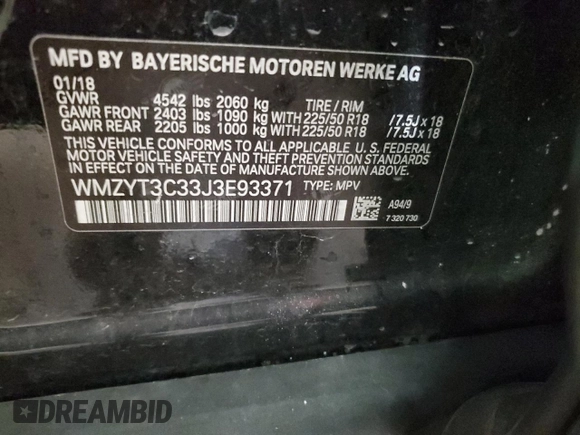 MFD BY BAYERISCHE MOTOREN WERKE AG
01/18
GVWR 4542 lbs 2060 kg TIRE / RIM
GAWR FRONT 2403 lbs 1090 kg WITH 225/50 R18 /7.5J x 18
GAWR REAR 2205 lbs 1000 kg WITH 225/50 R18 /7.5J x 18
THIS VEHICLE CONFORMS TO ALL APPLICABLE U. S. FEDERAL
MOTOR VEHICLE SAFETY AND THEFT PREVENTION STANDARDS
IN EFFECT ON THE DATE OF MANUFACTURE SHOWN ABOVE.
WMZYT3C33J3E93371 TYPE: MPV
A94/9
7 320 730
DREAMBID